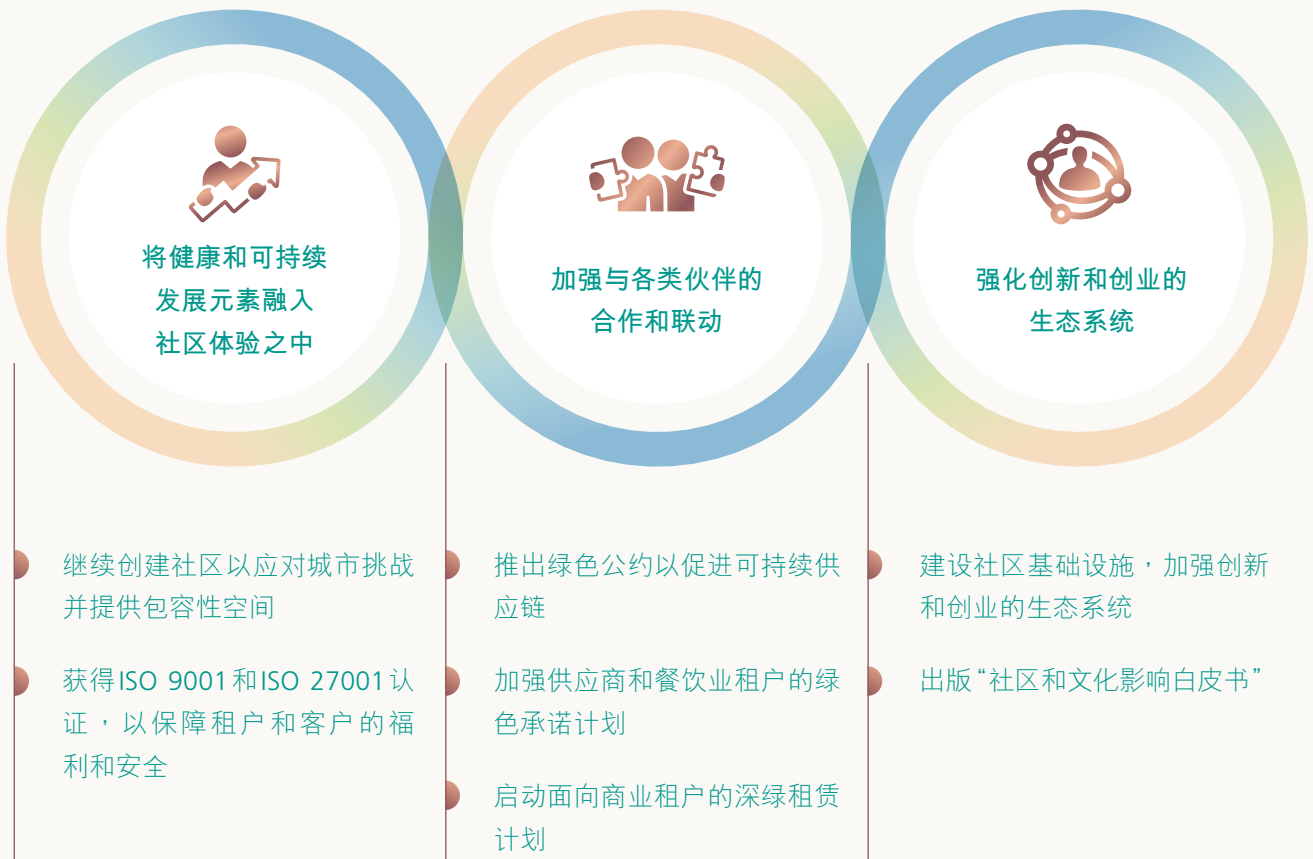 将健康和可持续
发展元素融入
社区体验之中
加强与各类伙伴的
合作和联动
强化创新和创业的
生态系统
继续创建社区以应对城市挑战
并提供包容性空间
获得ISO 9001和ISO 27001认
证，以保障租户和客户的福
利和安全
推出绿色公约以促进可持续供
应链
加强供应商和餐饮业租户的绿
色承诺计划
启动面向商业租户的深绿租赁
计划
建设社区基础设施，加强创新
和创业的生态系统
出版“社区和文化影响白皮书”